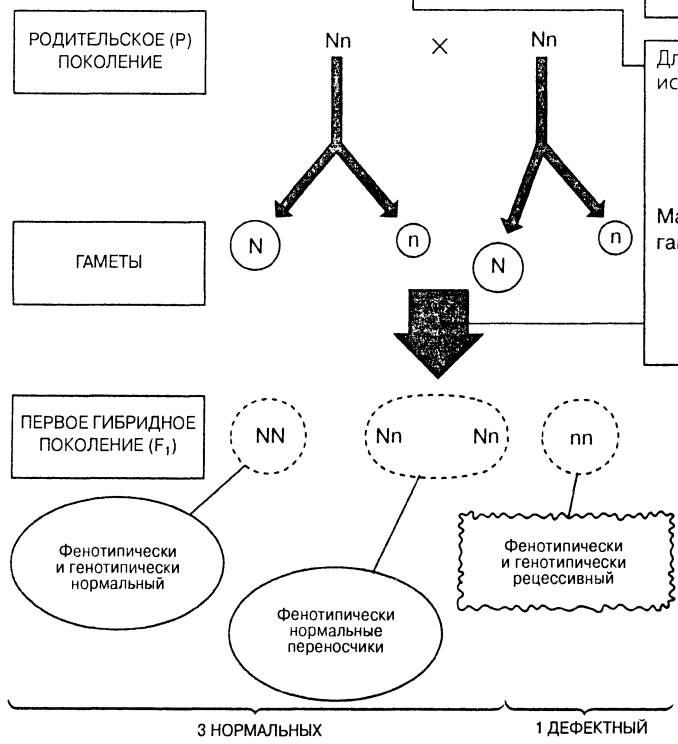 РОДИТЕЛЬСКОЕ (Р)
ПОКОЛЕНИЕ
Nn × Nn
ГАМЕТЫ
N n N n
ПЕРВОЕ ГИБРИДНОЕ
ПОКОЛЕНИЕ (F₁)
NN Nn Nn nn
Фенотипически
и генотипически
нормальный
Фенотипически
нормальные
переносчики
Фенотипически
и генотипически
рецессивный
3 НОРМАЛЬНЫХ
1 ДЕФЕКТНЫЙ